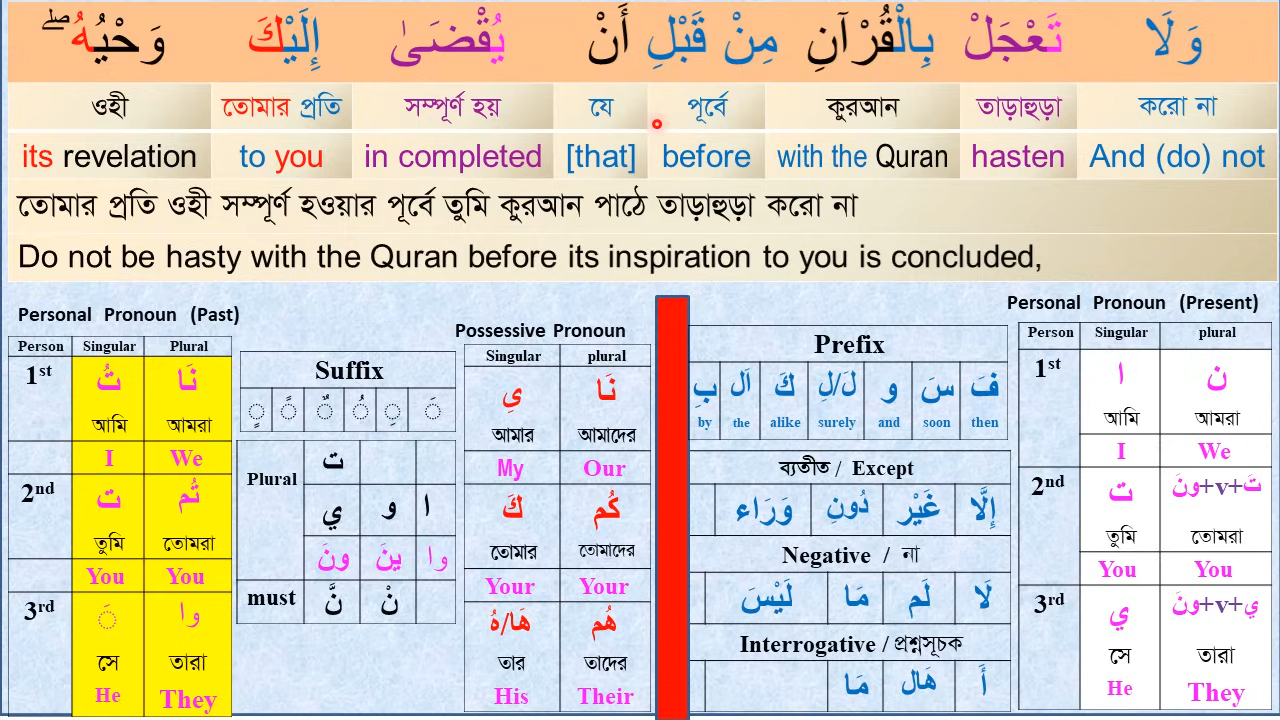 وَلَا تَعْجَلْ بِالْقُرْآنِ مِنْ قَبْلِ أَنْ يُقْضَىٰ إِلَيْكَ وَحْيُهُ ۖ
ওহী তোমার প্রতি সম্পূর্ণ হয় যে পূর্বে কুরআন তাড়াহুড়া করো না
its revelation to you in completed [that] before with the Quran hasten And (do) not
তোমার প্রতি ওহী সম্পূর্ণ হওয়ার পূর্বে তুমি কুরআন পাঠে তাড়াহুড়া করো না
Do not be hasty with the Quran before its inspiration to you is concluded,
Personal Pronoun (Past)
Person Singular Plural
1st تُ نَا
আমি আমরা
I We
2nd ت تُم
তুমি তোমরা
You You
3rd َ وا
সে তারা
He They
Suffix
ٍ ً ٌ ُ ِ َ
Plural ت
ي و ا
ونَ ينَ وا
must نَّ نْ
Possessive Pronoun
Singular plural
يِ نَا
আমার আমাদের
My Our
كَ كُم
তোমার তোমাদের
Your Your
هَا/هُ هُم
তার তাদের
His Their
Prefix
بِ اَل كَ لَ/لِ و سَ فَ
by the alike surely and soon then
ব্যতীত / Except
وَرَاء دُونِ غَيْر إِلَّا
Negative / না
لَيْسَ مَا لَم لَا
Interrogative / প্রশ্নসূচক
مَا هَال أَ
Personal Pronoun (Present)
Person Singular plural
1st ا ن
আমি আমরা
I We
2nd ت تَ+v+ونَ
তুমি তোমরা
You You
3rd ي ي+v+ونَ
সে তারা
He They